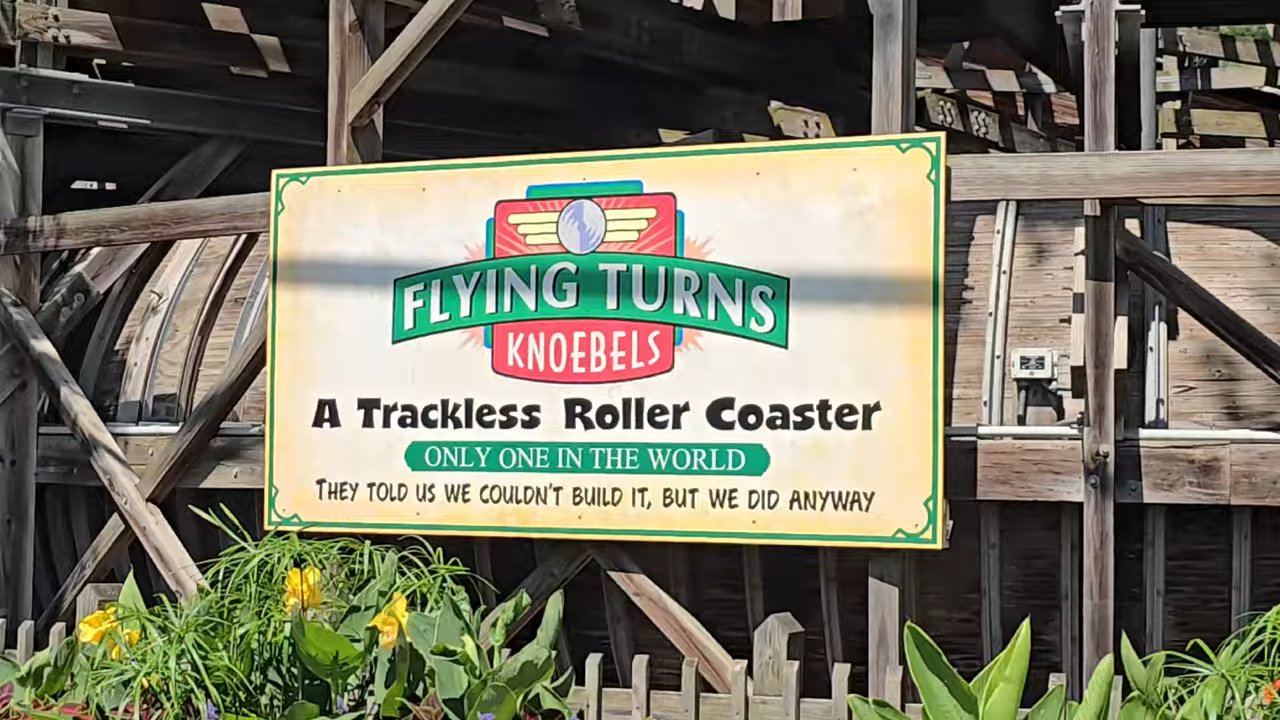 FLYING TURNS
KNOEBELS
A Trackless Roller Coaster
ONLY ONE IN THE WORLD
THEY TOLD US WE COULDN'T BUILD IT, BUT WE DID ANYWAY